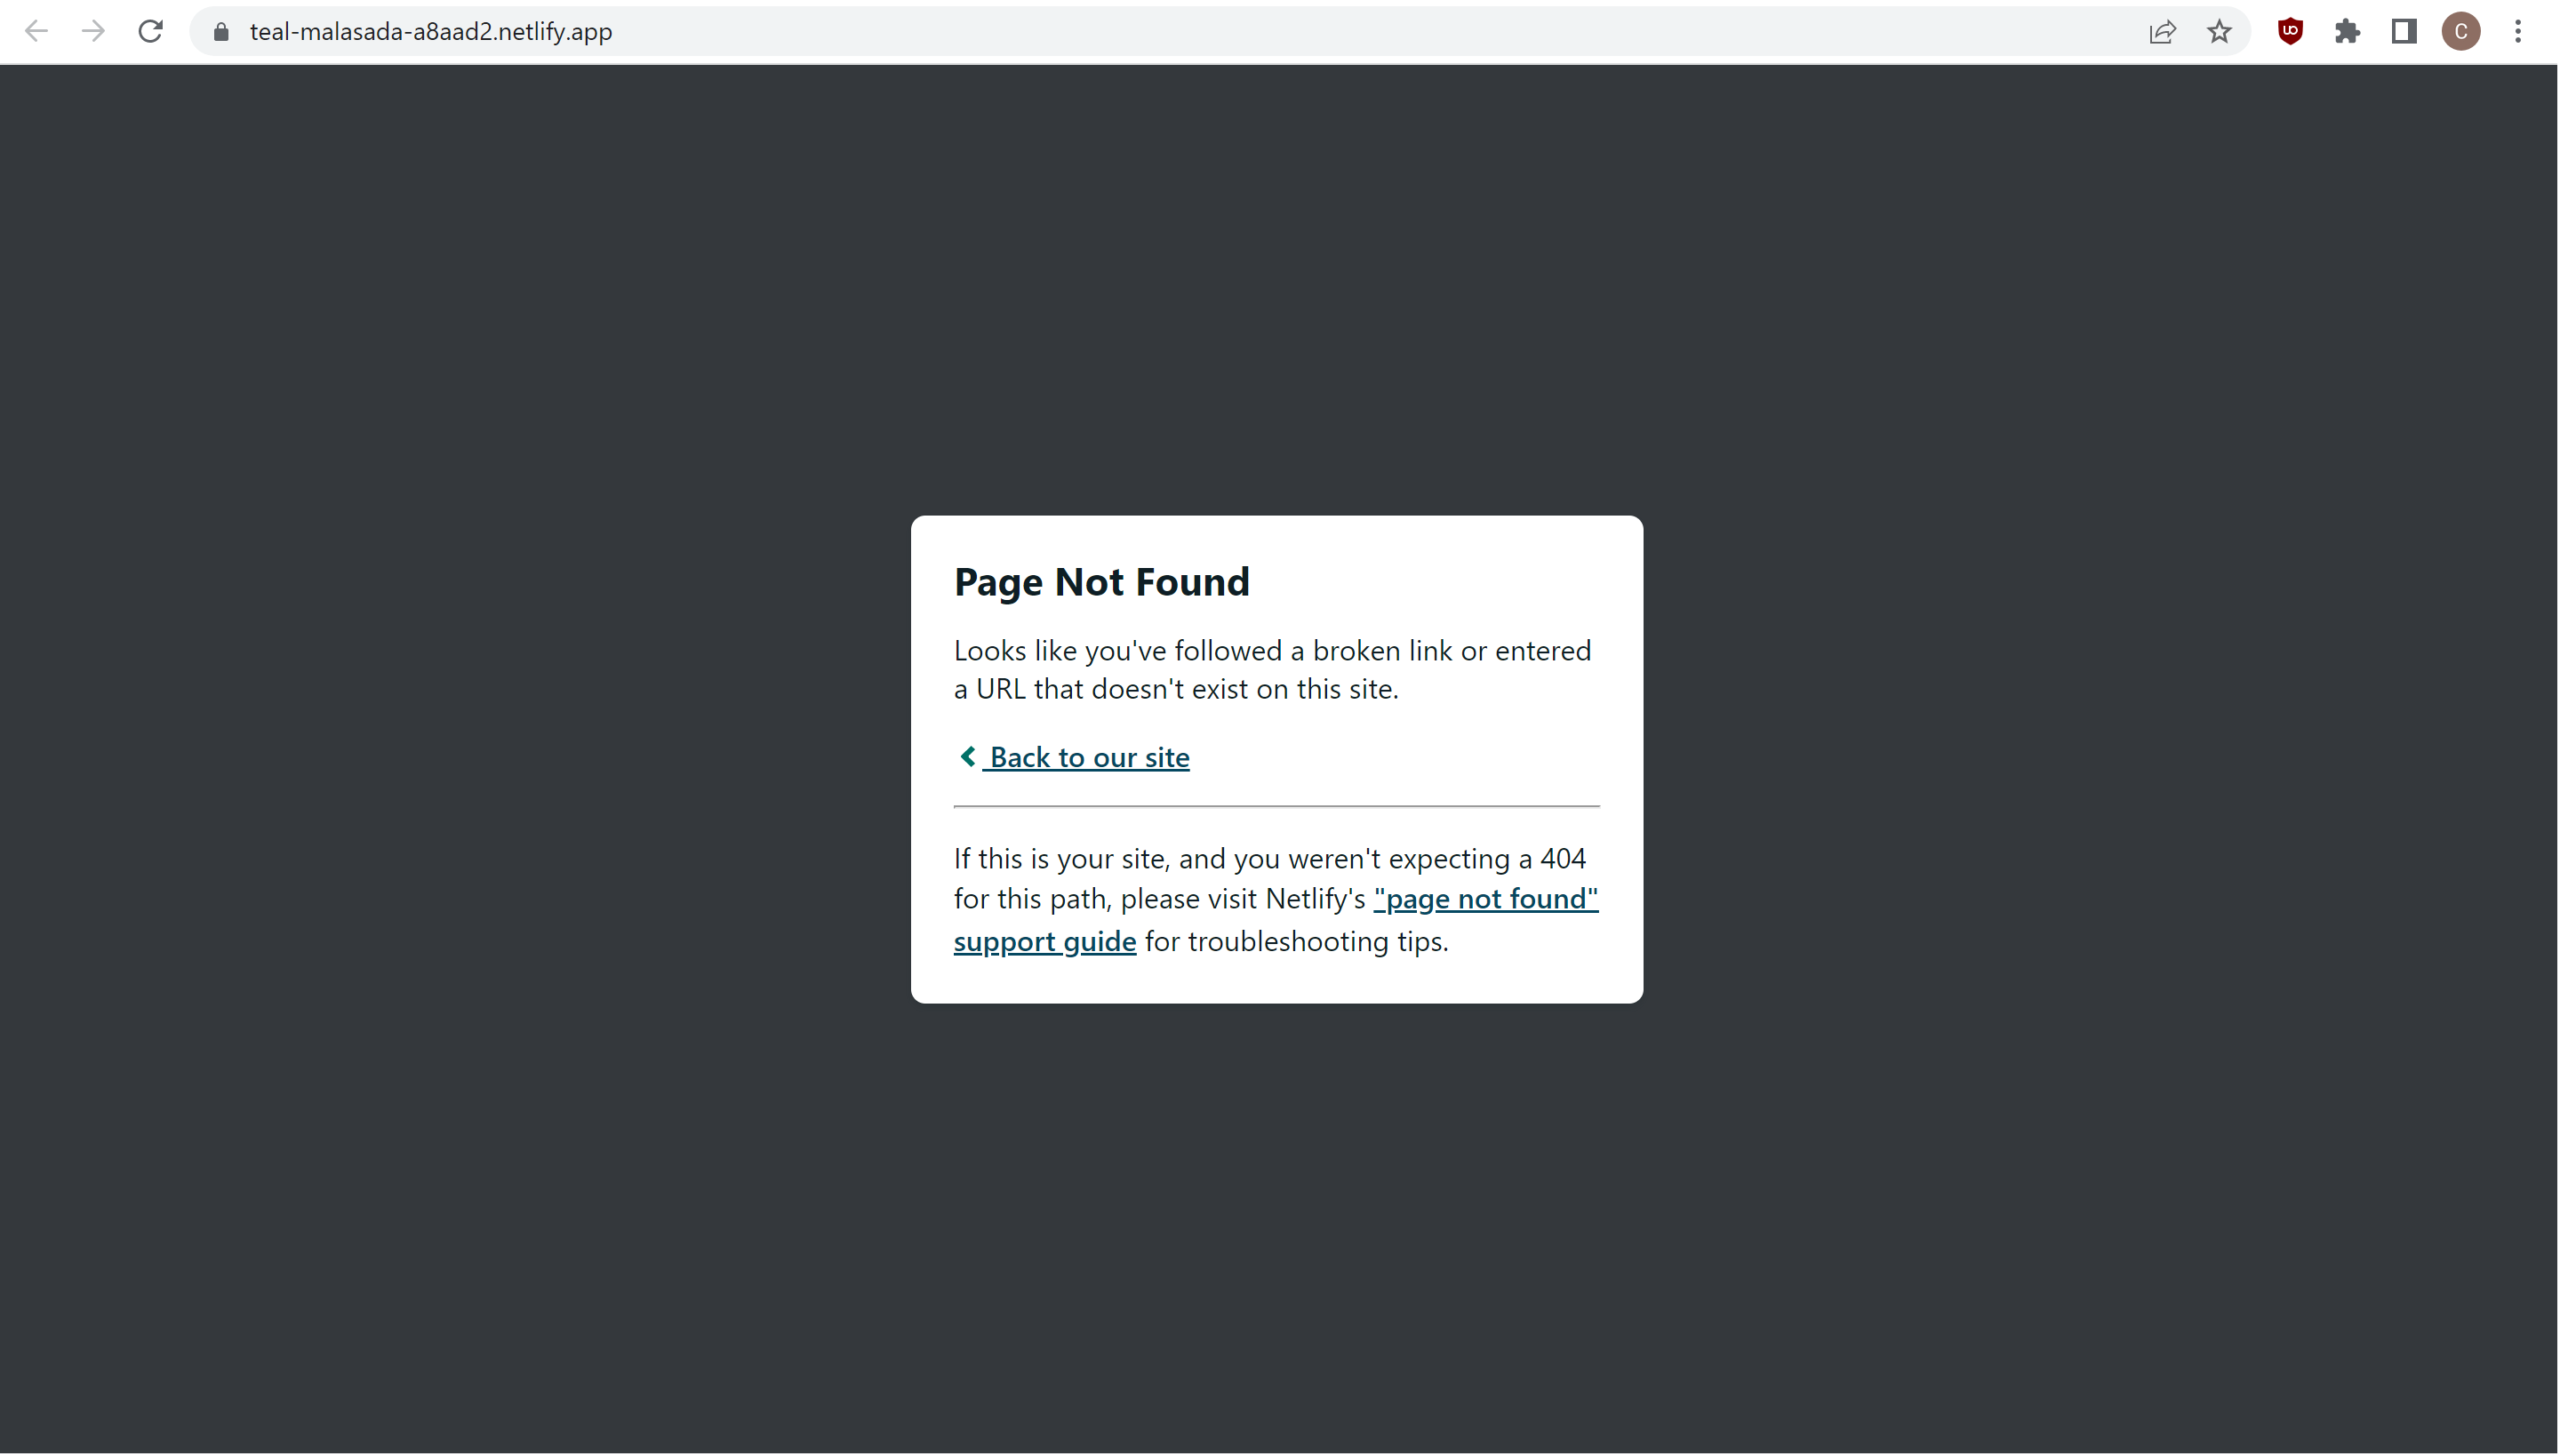 teal-malasada-a8aad2.netlify.app
uo
C
Page Not Found
Looks like you've followed a broken link or entered
a URL that doesn't exist on this site.
Back to our site
If this is your site, and you weren't expecting a 404
for this path, please visit Netlify's "page not found"
support guide for troubleshooting tips.